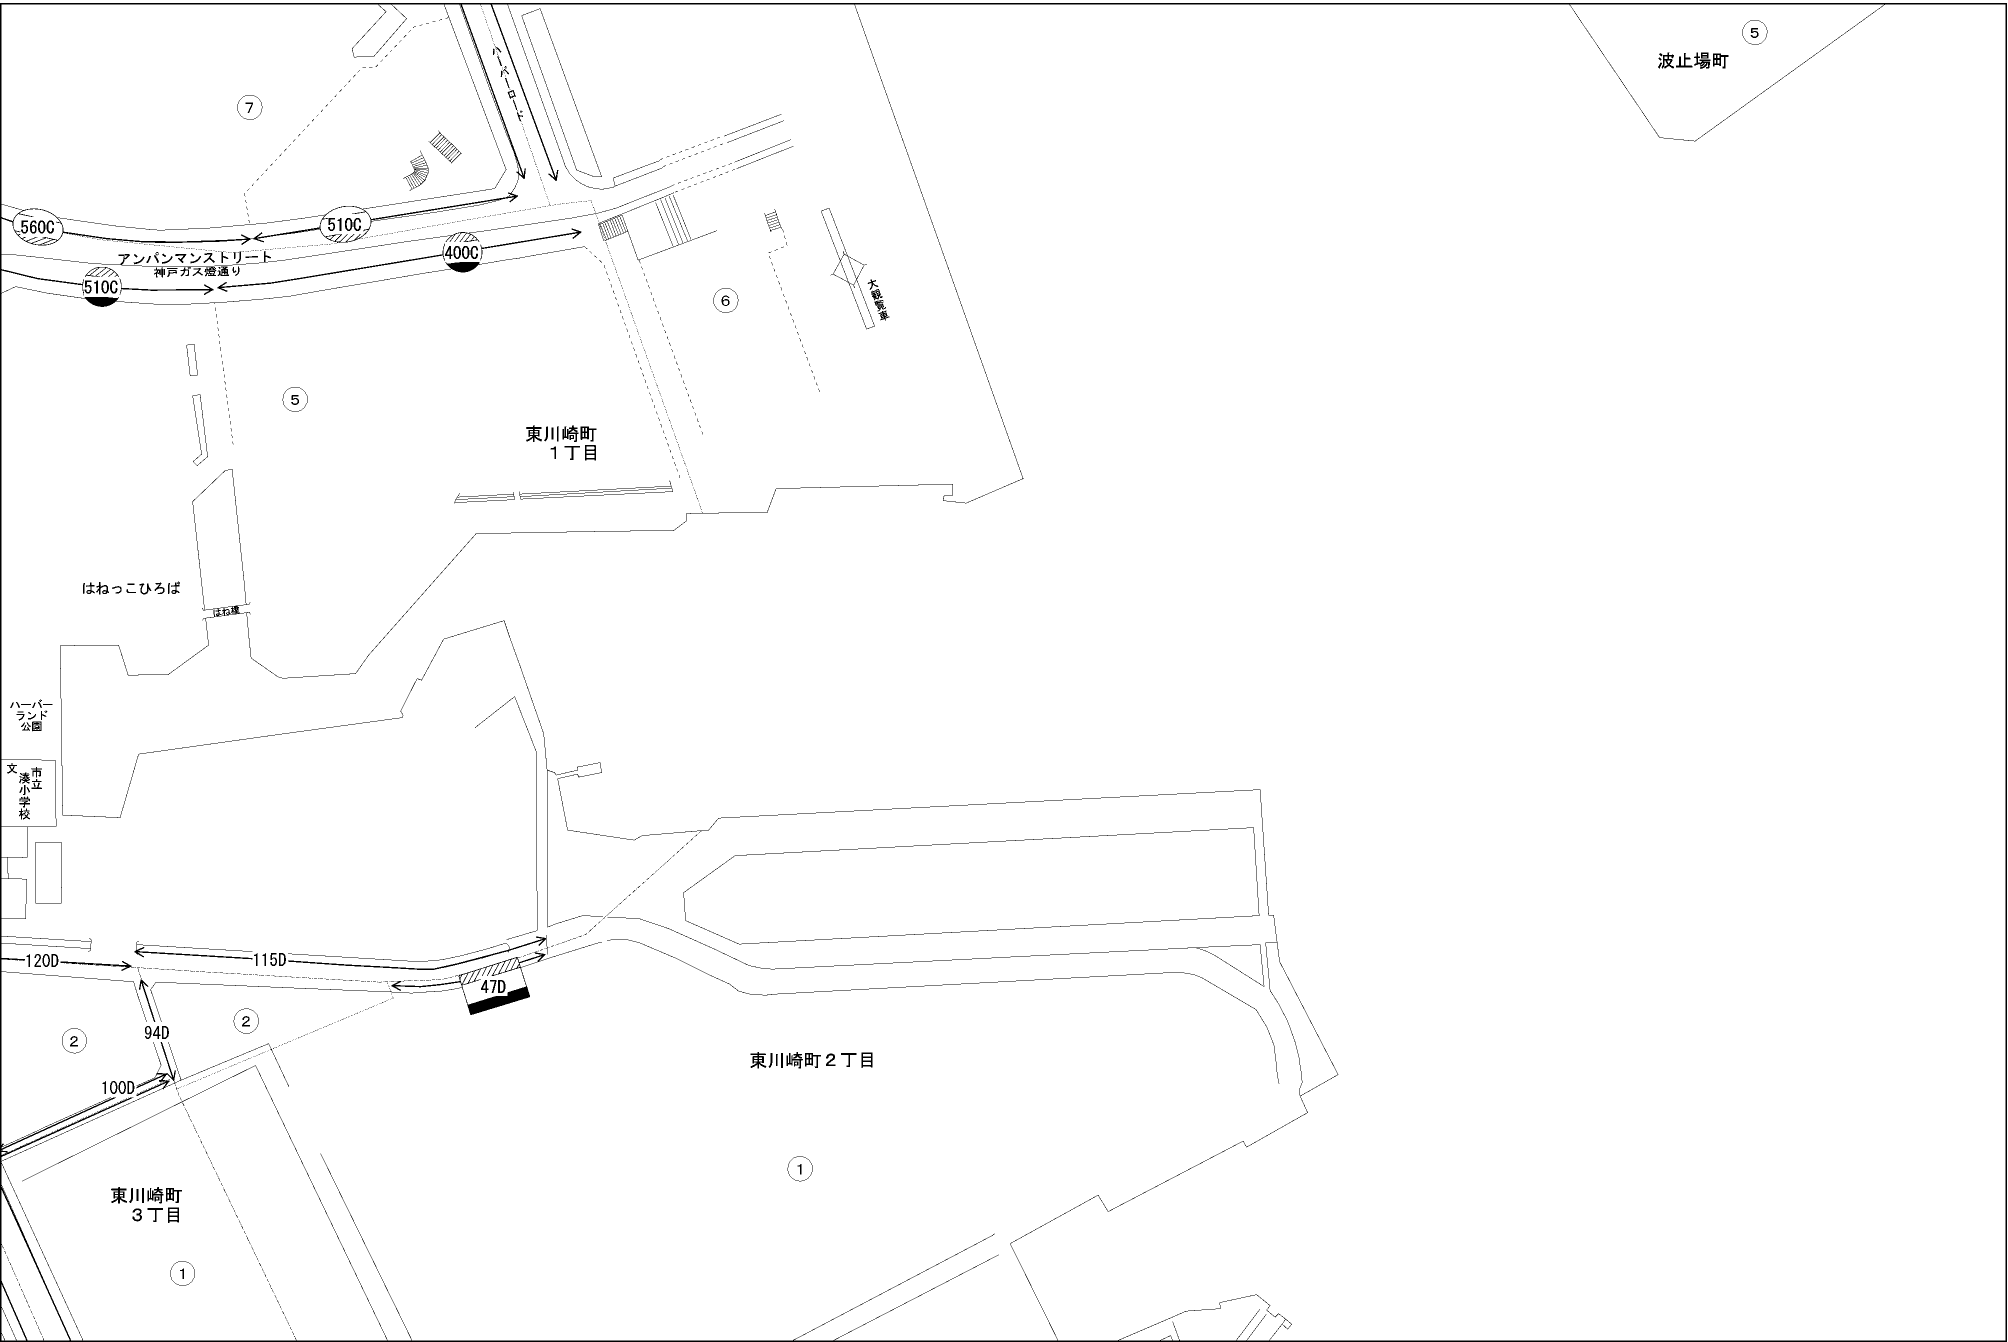 ⑤
波止場町
ハーバーロード
⑦
560C
510C
アンパンマンストリート
神戸ガス燈通り
400C
510C
⑥
大観覧車
⑤
東川崎町
1丁目
はねっこひろば
はね橋
ハーバー
ランド
公園
文
市立
湊小学校
120D
115D
47D
94D
②
②
100D
東川崎町2丁目
①
東川崎町
3丁目
①